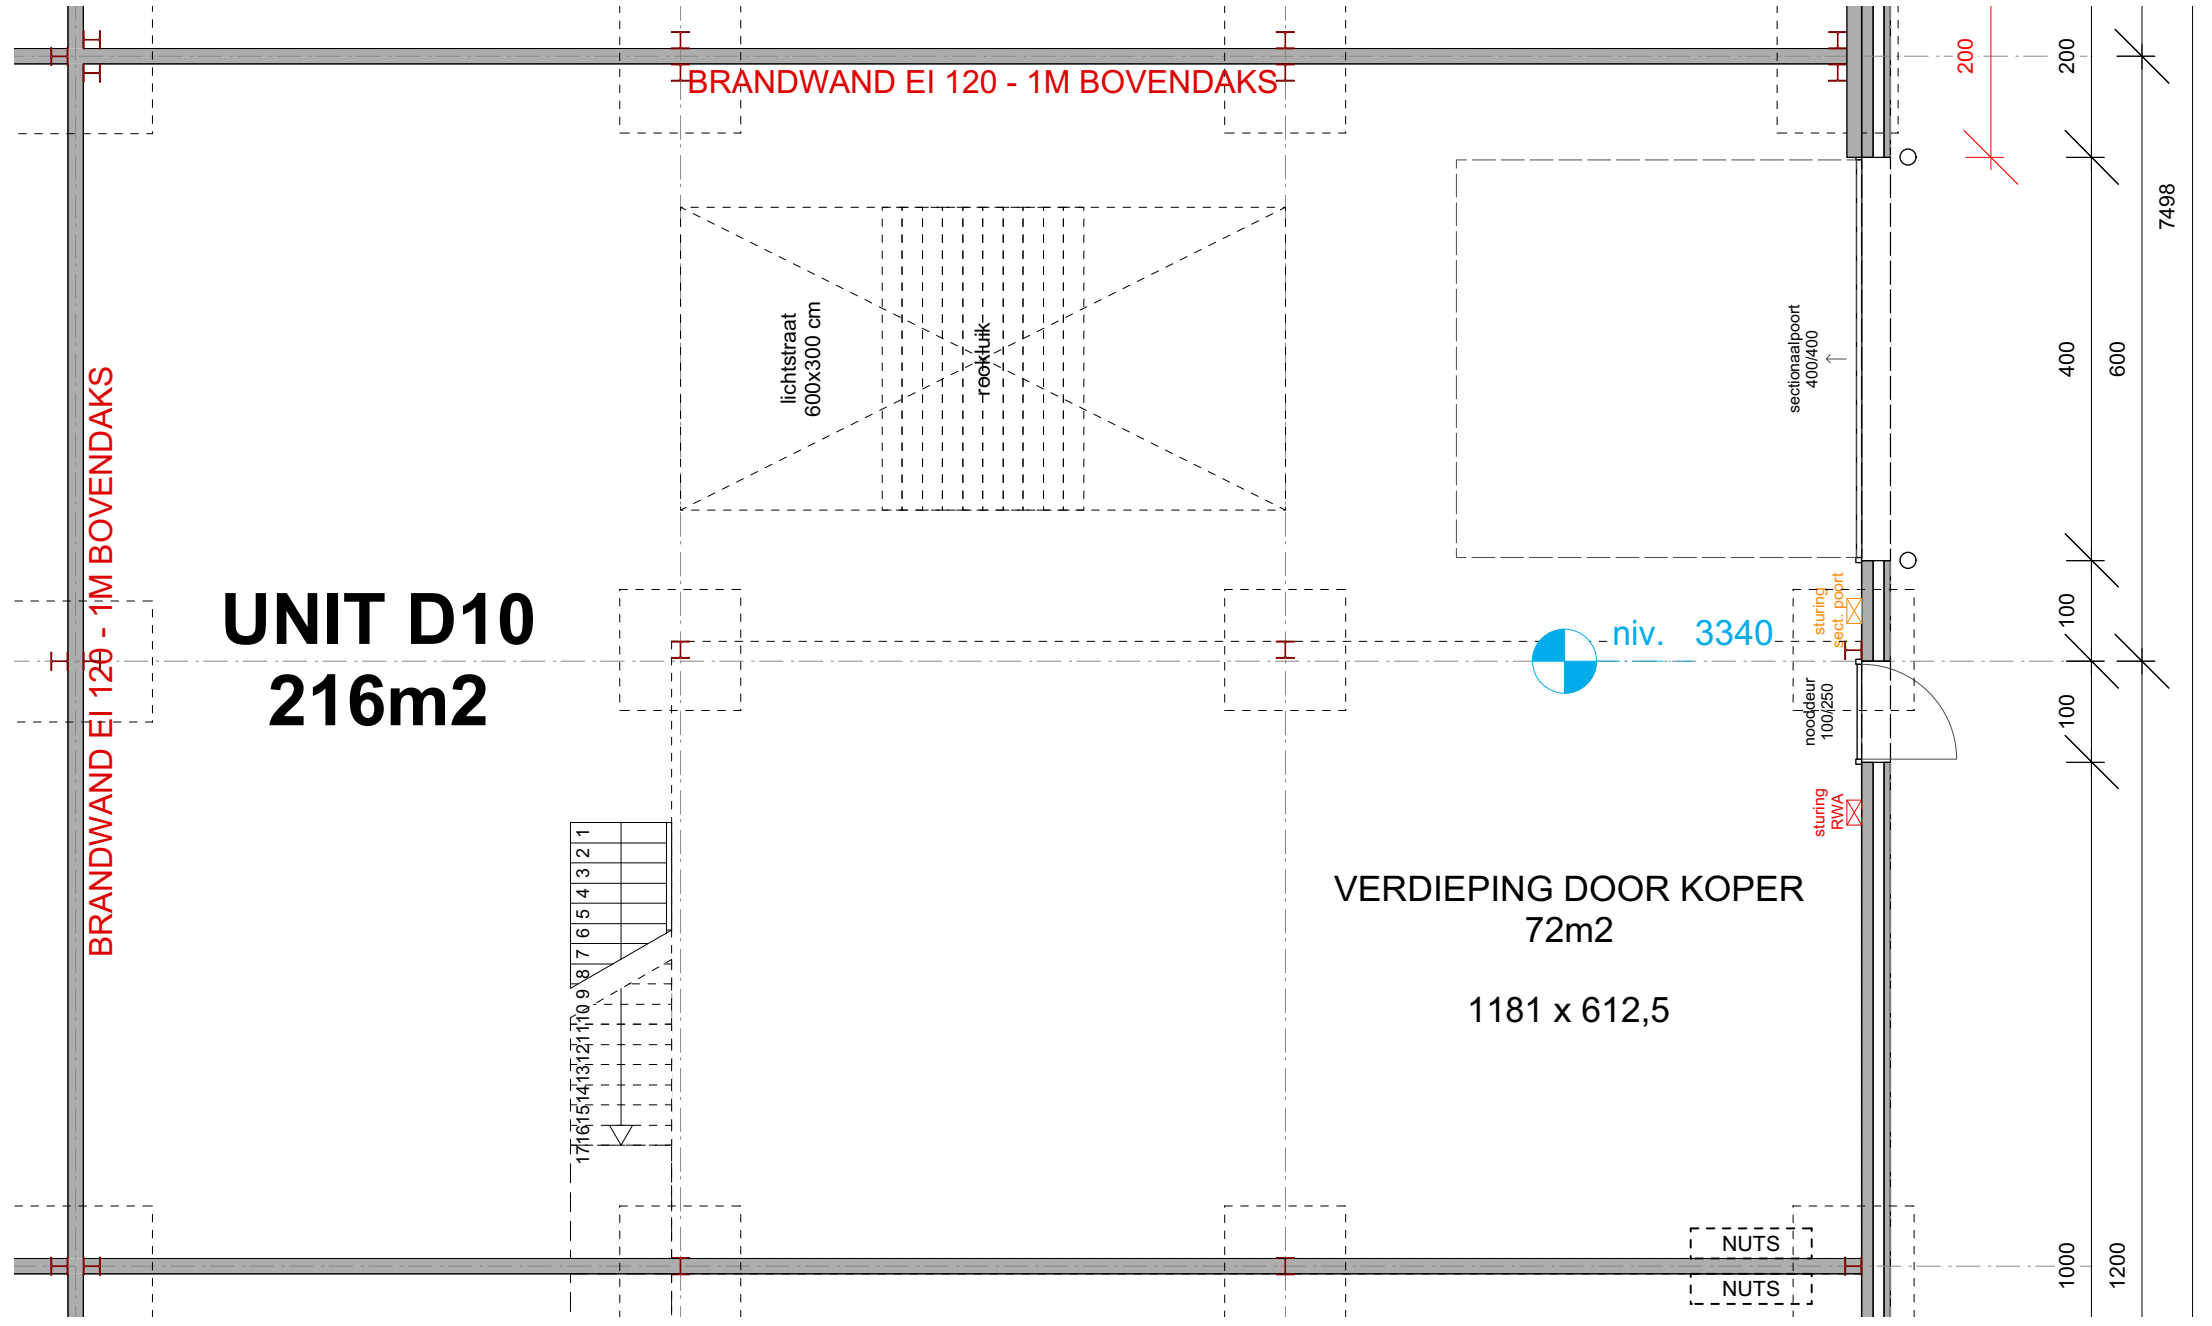 BRANDWAND EI 120 - 1M BOVENDAKS
200
200
7498
lichtstraat
600x300 cm
rookluik
sectionaalpoort
400/400
400
600
BRANDWAND EI 120 - 1M BOVENDAKS
UNIT D10
216m2
niv. 3340
sturing
sect. poort
100
nooddeur
100/250
100
sturing
RWA
1
2
3
4
5
6
7
8
9
10
11
12
13
14
15
16
17
VERDIEPING DOOR KOPER
72m2
1181 x 612,5
NUTS
NUTS
1000
1200